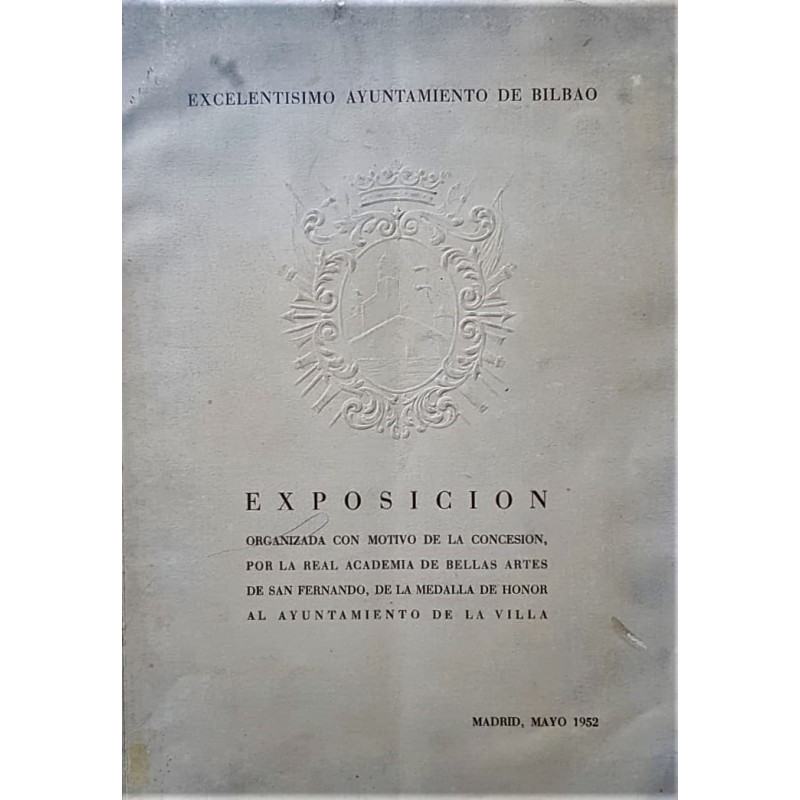 EXCELENTISIMO AYUNTAMIENTO DE BILBAO
EXPOSICION
ORGANIZADA CON MOTIVO DE LA CONCESION,
POR LA REAL ACADEMIA DE BELLAS ARTES
DE SAN FERNANDO, DE LA MEDALLA DE HONOR
AL AYUNTAMIENTO DE LA VILLA
MADRID, MAYO 1952